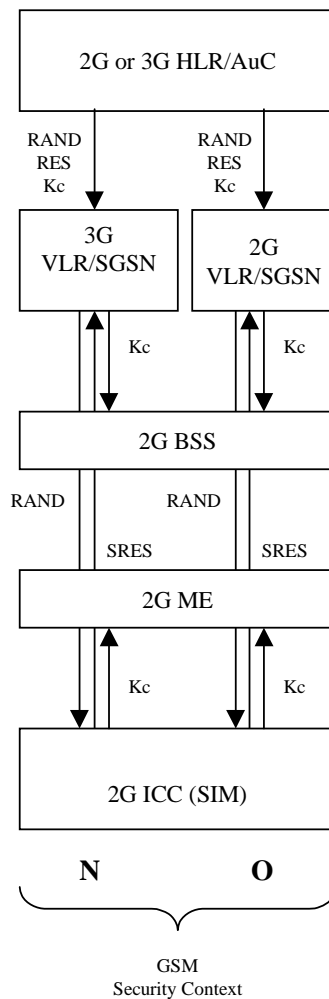 2G or 3G HLR/AuC
RAND
RES
Kc
RAND
RES
Kc
3G
VLR/SGSN
2G
VLR/SGSN
Kc
Kc
2G BSS
RAND
RAND
SRES
SRES
2G ME
Kc
Kc
2G ICC (SIM)
N
O
GSM
Security Context